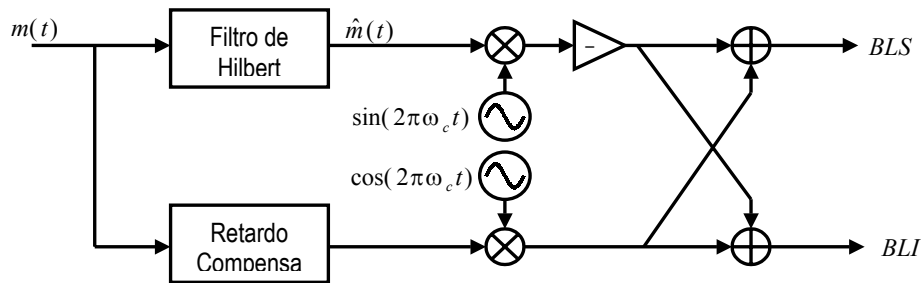 m(t)
Filtro de
Hilbert
m̂(t)
−
BLS
sin(2πω_c t)
cos(2πω_c t)
Retardo
Compensa
BLI